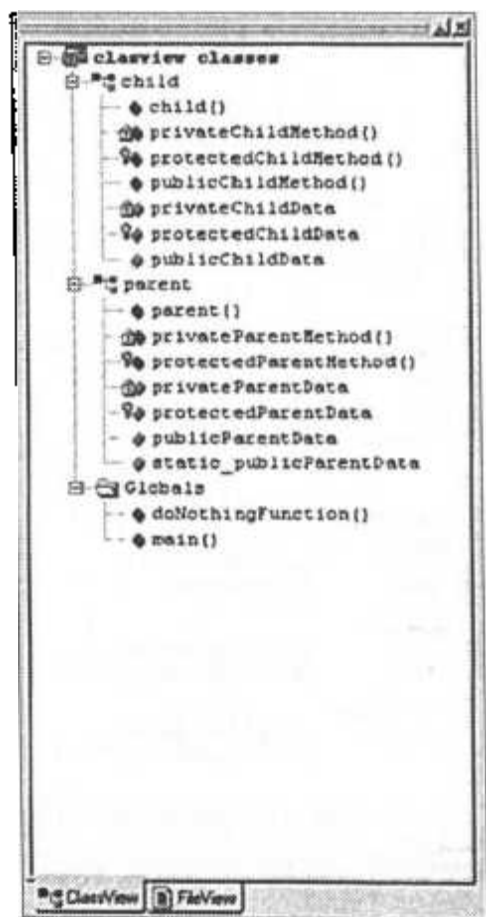 clasview classes
child
child()
privateChildMethod()
protectedChildMethod()
publicChildMethod()
privateChildData
protectedChildData
publicChildData
parent
parent()
privateParentMethod()
protectedParentMethod()
privateParentData
protectedParentData
publicParentData
static_publicParentData
Globals
doNothingFunction()
main()
ClassView FileView